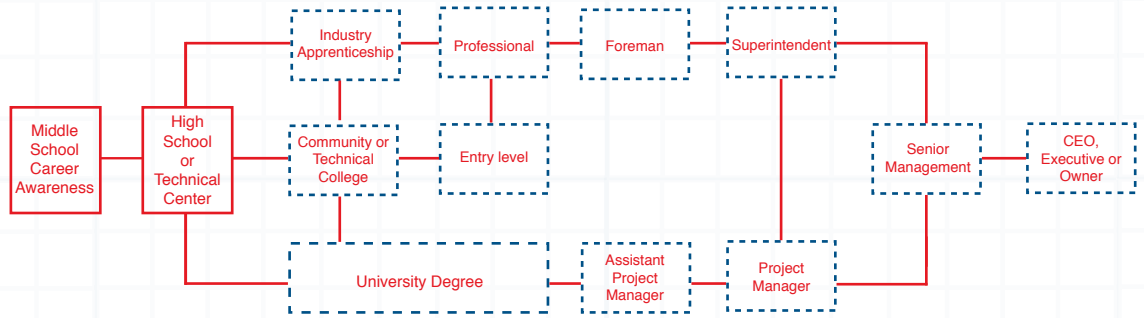 Industry
Apprenticeship
Professional
Foreman
Superintendent
Middle
School
Career
Awareness
High
School
or
Technical
Center
Community or
Technical
College
Entry level
Senior
Management
CEO,
Executive or
Owner
University Degree
Assistant
Project
Manager
Project
Manager